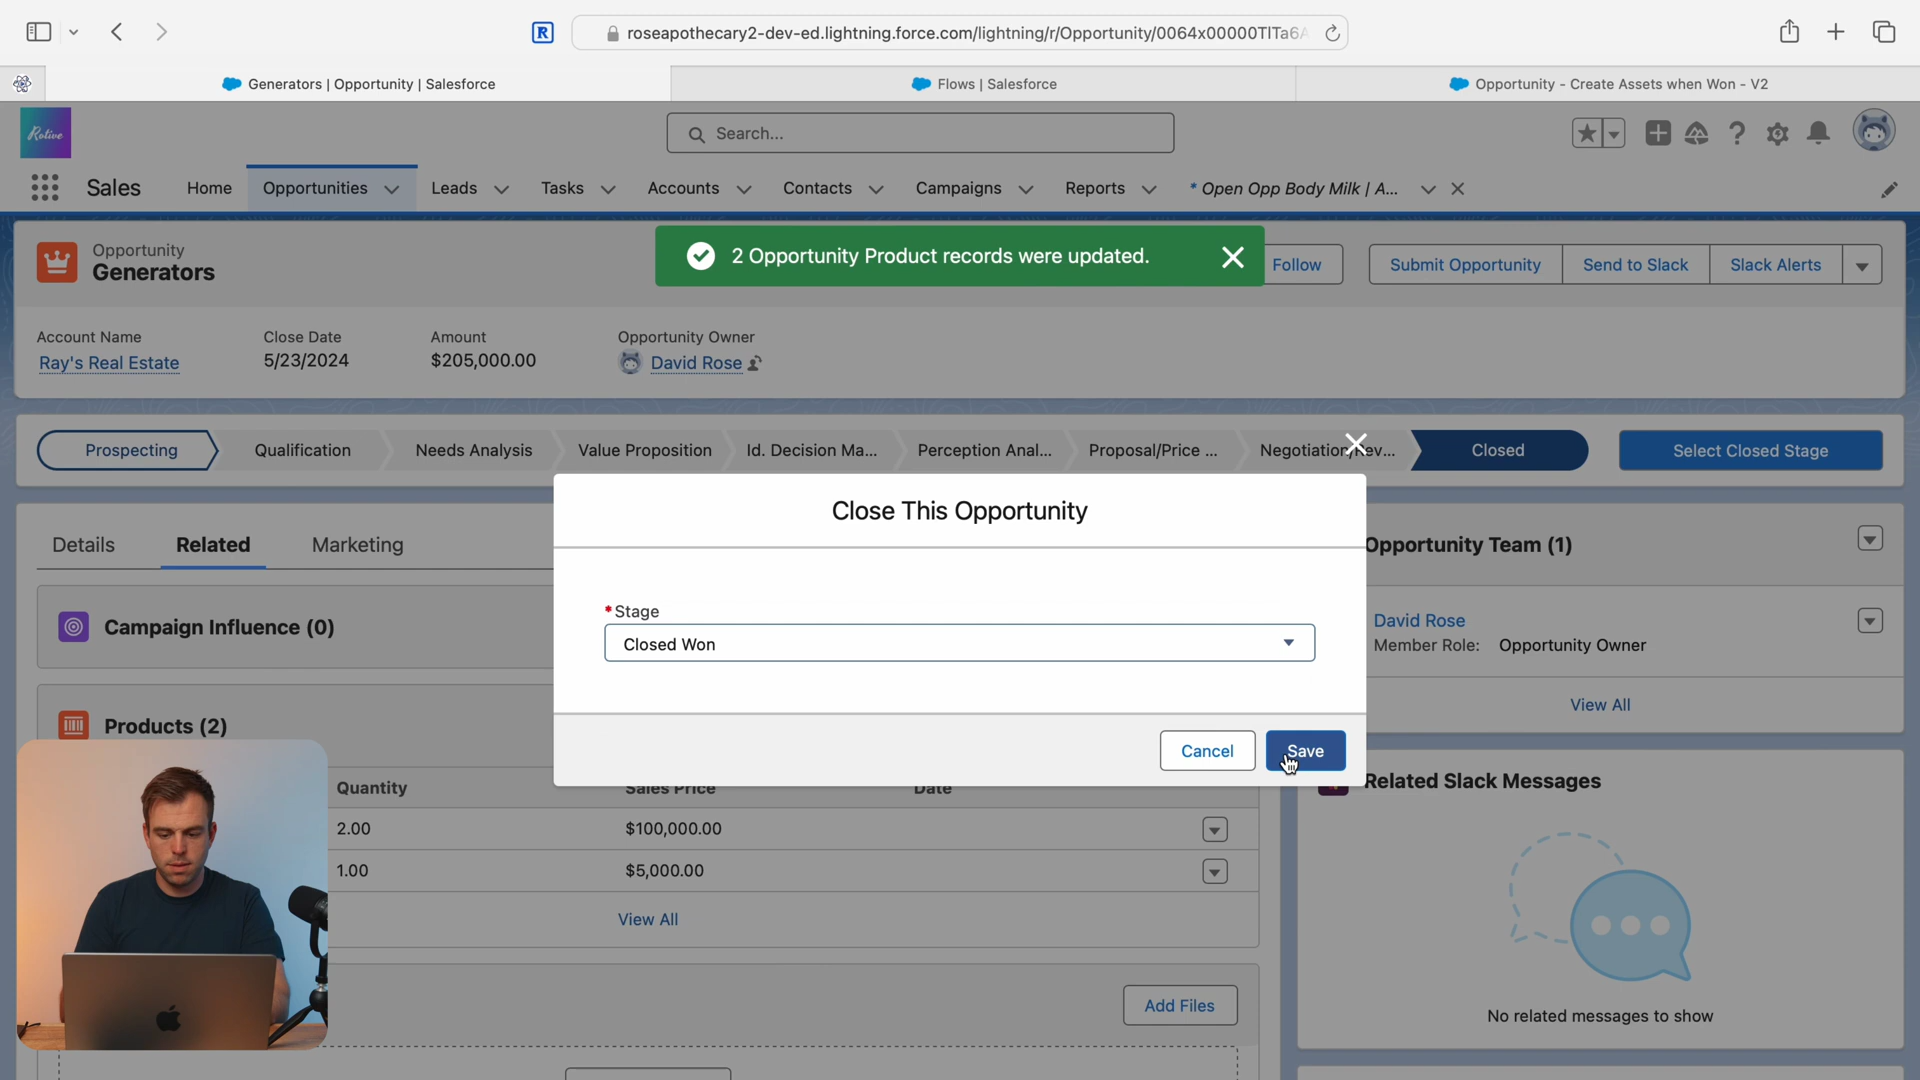 roseapothecary2-dev-ed.lightning.force.com/lightning/r/Opportunity/0064x00000TITa6A
Generators | Opportunity | Salesforce
Flows | Salesforce
Opportunity - Create Assets when Won - V2
Rotive
Search...
Sales
Home
Opportunities
Leads
Tasks
Accounts
Contacts
Campaigns
Reports
* Open Opp Body Milk | A...
Opportunity
Generators
2 Opportunity Product records were updated.
Follow
Submit Opportunity
Send to Slack
Slack Alerts
Account Name
Close Date
Amount
Opportunity Owner
Ray's Real Estate
5/23/2024
$205,000.00
David Rose
Prospecting
Qualification
Needs Analysis
Value Proposition
Id. Decision Ma...
Perception Anal...
Proposal/Price ...
Negotiation/Rev...
Closed
Select Closed Stage
Close This Opportunity
* Stage
Closed Won
Cancel
Save
Details
Related
Marketing
Campaign Influence (0)
Products (2)
Quantity
Sales Price
Date
2.00
$100,000.00
1.00
$5,000.00
View All
Add Files
Opportunity Team (1)
David Rose
Member Role: Opportunity Owner
View All
Related Slack Messages
No related messages to show